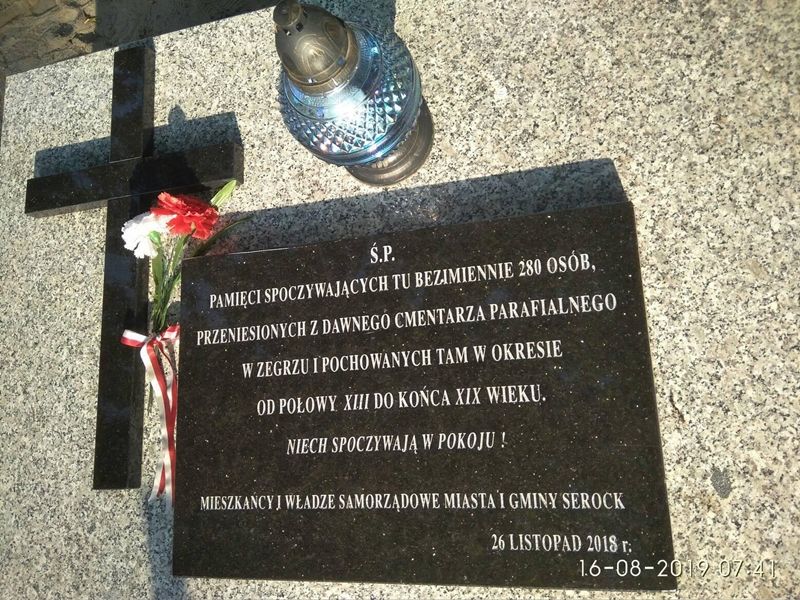 Ś.P.
PAMIĘCI SPOCZYWAJĄCYCH TU BEZIMIENNIE 280 OSÓB,
PRZENIESIONYCH Z DAWNEGO CMENTARZA PARAFIALNEGO
W ZEGRZU I POCHOWANYCH TAM W OKRESIE
OD POŁOWY XIII DO KOŃCA XIX WIEKU.
NIECH SPOCZYWAJĄ W POKOJU !
MIESZKAŃCY I WŁADZE SAMORZĄDOWE MIASTA I GMINY SEROCK
26 LISTOPAD 2018 r.
16-08-2019 07:41